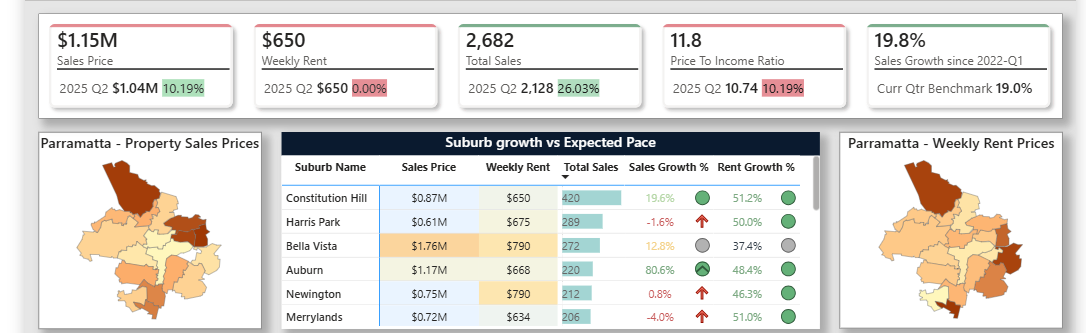 $1.15M
Sales Price
2025 Q2 $1.04M 10.19%
$650
Weekly Rent
2025 Q2 $650 0.00%
2,682
Total Sales
2025 Q2 2,128 26.03%
11.8
Price To Income Ratio
2025 Q2 10.74 10.19%
19.8%
Sales Growth since 2022-Q1
Curr Qtr Benchmark 19.0%
Parramatta - Property Sales Prices
Suburb growth vs Expected Pace
Suburb Name Sales Price Weekly Rent Total Sales Sales Growth % Rent Growth %
Constitution Hill $0.87M $650 420 19.6% 51.2%
Harris Park $0.61M $675 289 -1.6% 50.0%
Bella Vista $1.76M $790 272 12.8% 37.4%
Auburn $1.17M $668 220 80.6% 48.4%
Newington $0.75M $790 212 0.8% 46.3%
Merrylands $0.72M $634 206 -4.0% 51.0%
Parramatta - Weekly Rent Prices